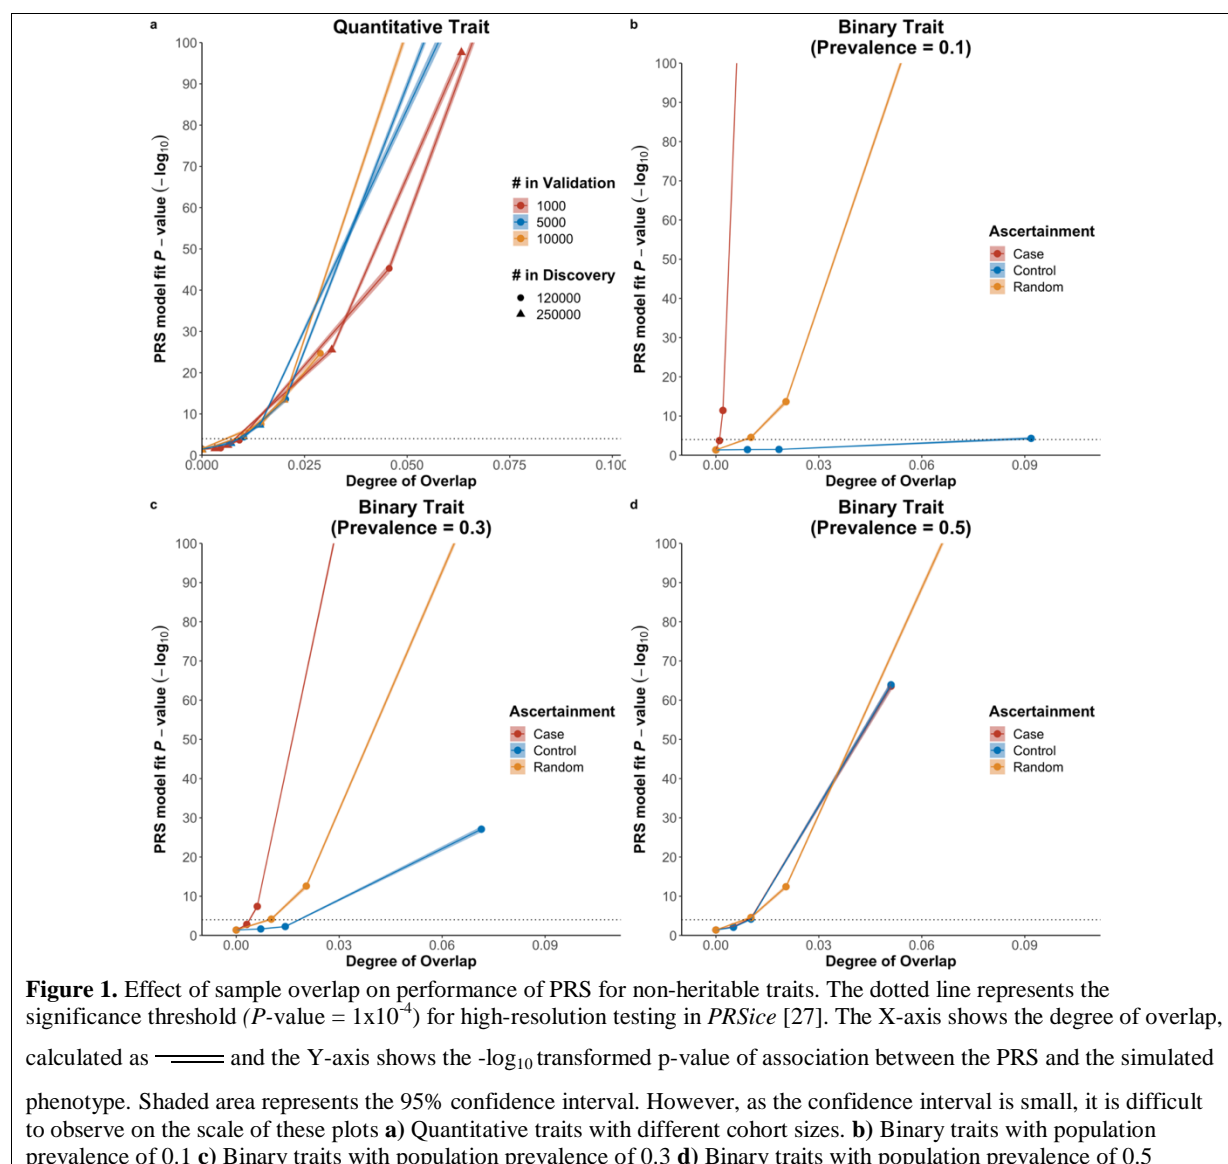 a
Quantitative Trait
100
90
80
70
60
50
40
30
20
10
0
PRS model fit P – value (− log10)
0.000
0.025
0.050
0.075
0.100
Degree of Overlap
# in Validation
1000
5000
10000
# in Discovery
120000
250000
b
Binary Trait
(Prevalence = 0.1)
100
90
80
70
60
50
40
30
20
10
0
PRS model fit P – value (− log10)
0.00
0.03
0.06
0.09
Degree of Overlap
Ascertainment
Case
Control
Random
c
Binary Trait
(Prevalence = 0.3)
100
90
80
70
60
50
40
30
20
10
0
PRS model fit P – value (− log10)
0.00
0.03
0.06
0.09
Degree of Overlap
Ascertainment
Case
Control
Random
d
Binary Trait
(Prevalence = 0.5)
100
90
80
70
60
50
40
30
20
10
0
PRS model fit P – value (− log10)
0.00
0.03
0.06
0.09
Degree of Overlap
Ascertainment
Case
Control
Random
Figure 1. Effect of sample overlap on performance of PRS for non-heritable traits. The dotted line represents the
significance threshold (P-value = 1x10-4) for high-resolution testing in PRSice [27]. The X-axis shows the degree of overlap,
calculated as and the Y-axis shows the -log10 transformed p-value of association between the PRS and the simulated
phenotype. Shaded area represents the 95% confidence interval. However, as the confidence interval is small, it is difficult
to observe on the scale of these plots a) Quantitative traits with different cohort sizes. b) Binary traits with population
prevalence of 0.1 c) Binary traits with population prevalence of 0.3 d) Binary traits with population prevalence of 0.5